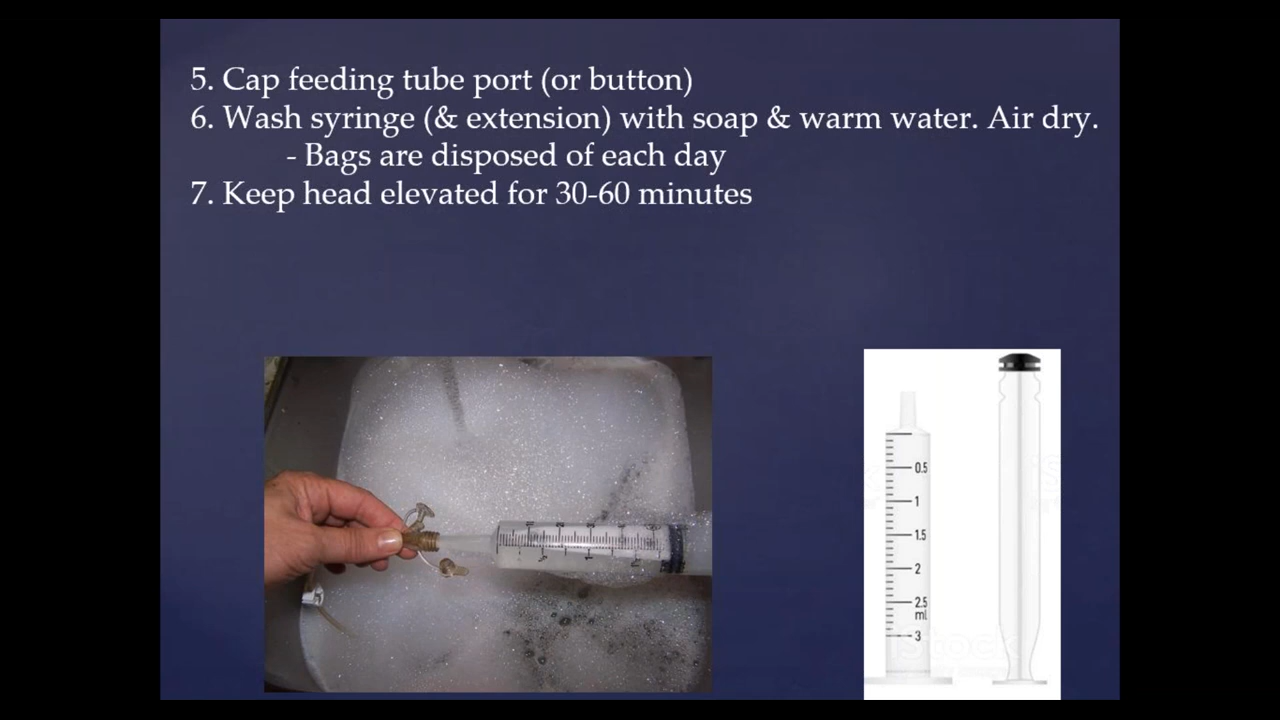 5. Cap feeding tube port (or button)
6. Wash syringe (& extension) with soap & warm water. Air dry.
- Bags are disposed of each day
7. Keep head elevated for 30-60 minutes
0.5
1
1.5
2
2.5
ml
3
iStock